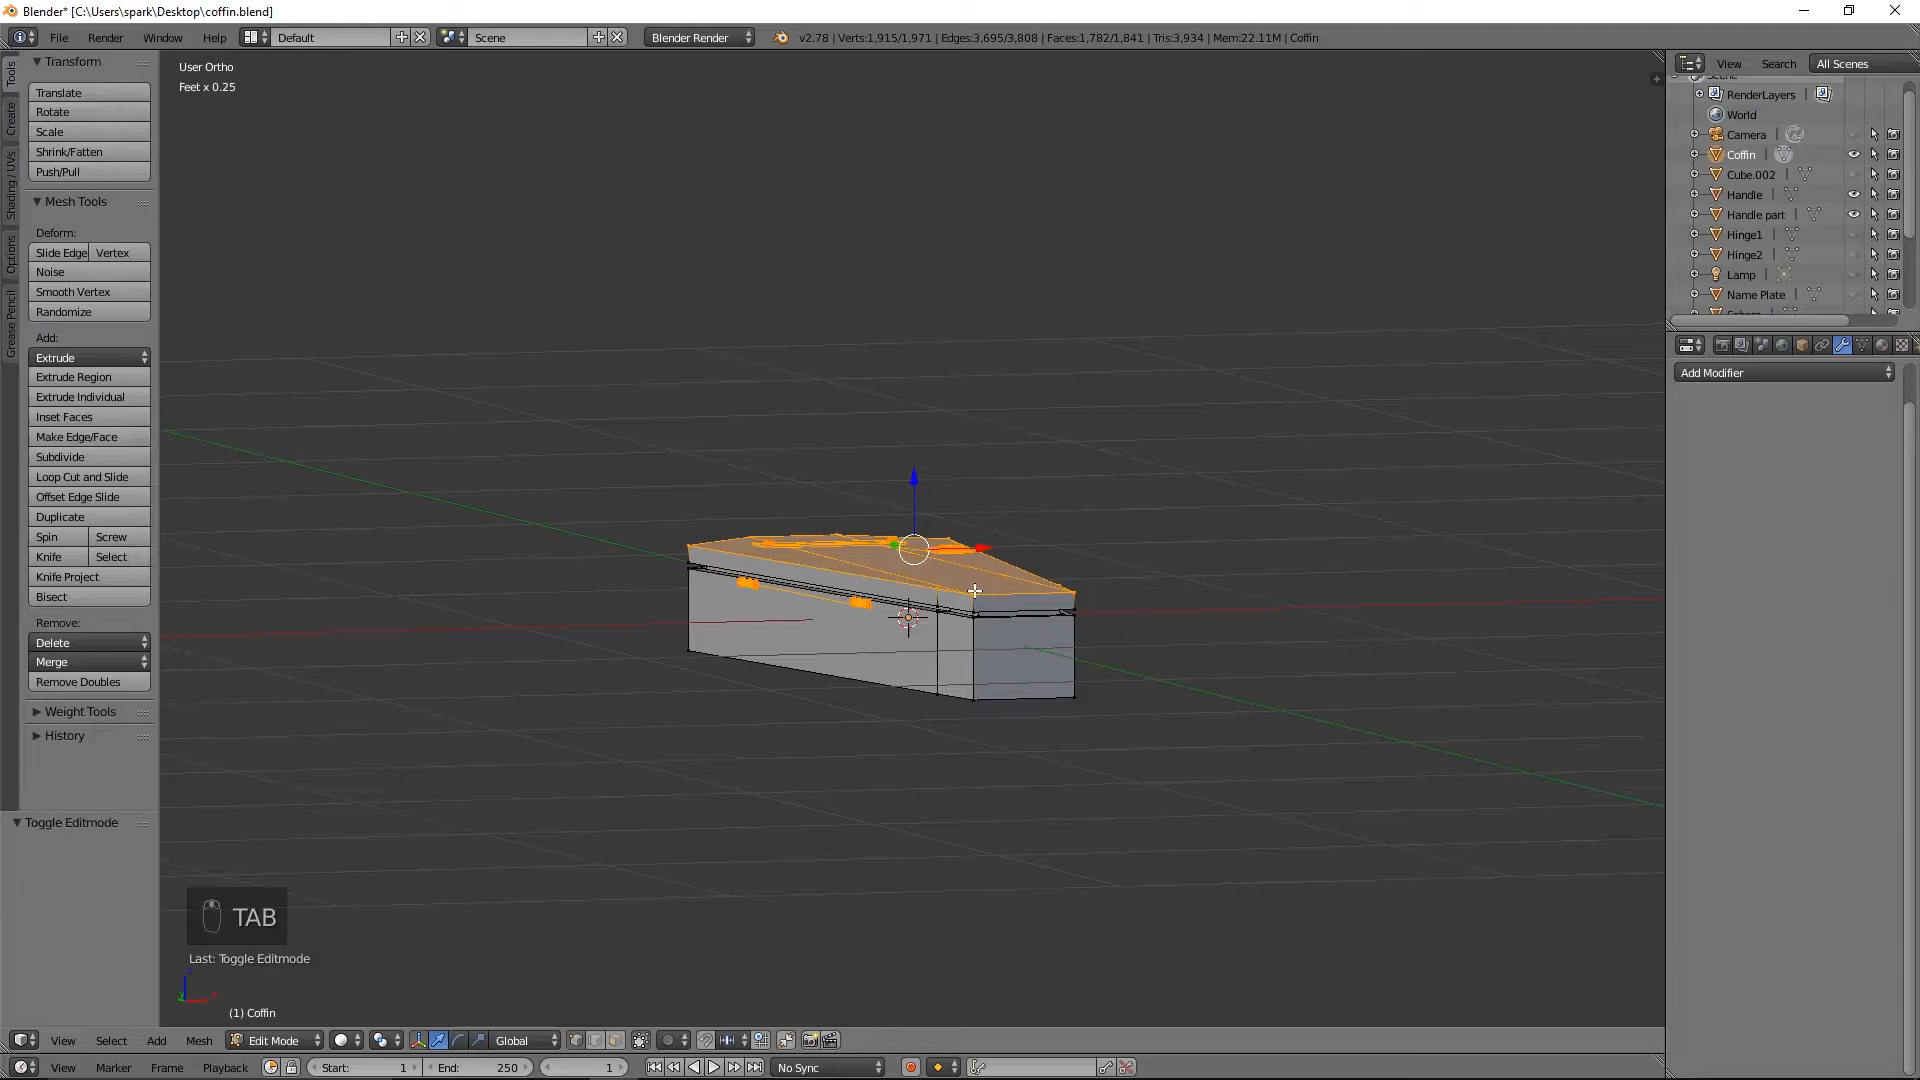 Blender* [C:\Users\spark\Desktop\coffin.blend]
File Render Window Help Default Scene Blender Render v2.78 | Verts:1,915/1,971 | Edges:3,695/3,808 | Faces:1,782/1,841 | Tris:3,934 | Mem:22.11M | Coffin
Tools
Create
Shading / UVs
Options
Grease Pencil
Transform
Translate
Rotate
Scale
Shrink/Fatten
Push/Pull
Mesh Tools
Deform:
Slide Edge Vertex
Noise
Smooth Vertex
Randomize
Add:
Extrude
Extrude Region
Extrude Individual
Inset Faces
Make Edge/Face
Subdivide
Loop Cut and Slide
Offset Edge Slide
Duplicate
Spin Screw
Knife Select
Knife Project
Bisect
Remove:
Delete
Merge
Remove Doubles
Weight Tools
History
Toggle Editmode
User Ortho
Feet x 0.25
TAB
Last: Toggle Editmode
(1) Coffin
View Search All Scenes
Scene
RenderLayers
World
Camera
Coffin
Cube.002
Handle
Handle part
Hinge1
Hinge2
Lamp
Name Plate
Add Modifier
View Select Add Mesh Edit Mode Global
View Marker Frame Playback Start: 1 End: 250 1 No Sync